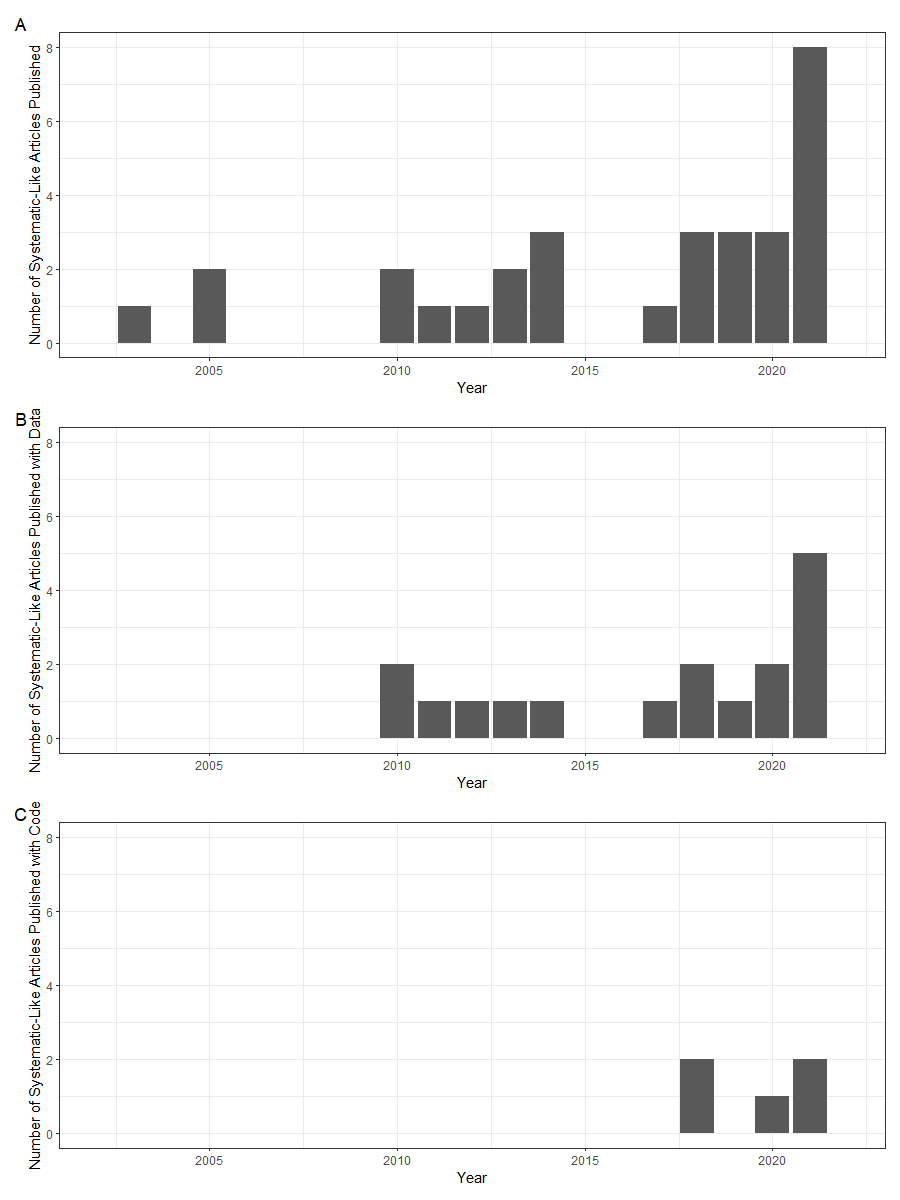 A
Number of Systematic-Like Articles Published
8
6
4
2
0
2005 2010 2015 2020
Year
B
Number of Systematic-Like Articles Published with Data
8
6
4
2
0
2005 2010 2015 2020
Year
C
Number of Systematic-Like Articles Published with Code
8
6
4
2
0
2005 2010 2015 2020
Year